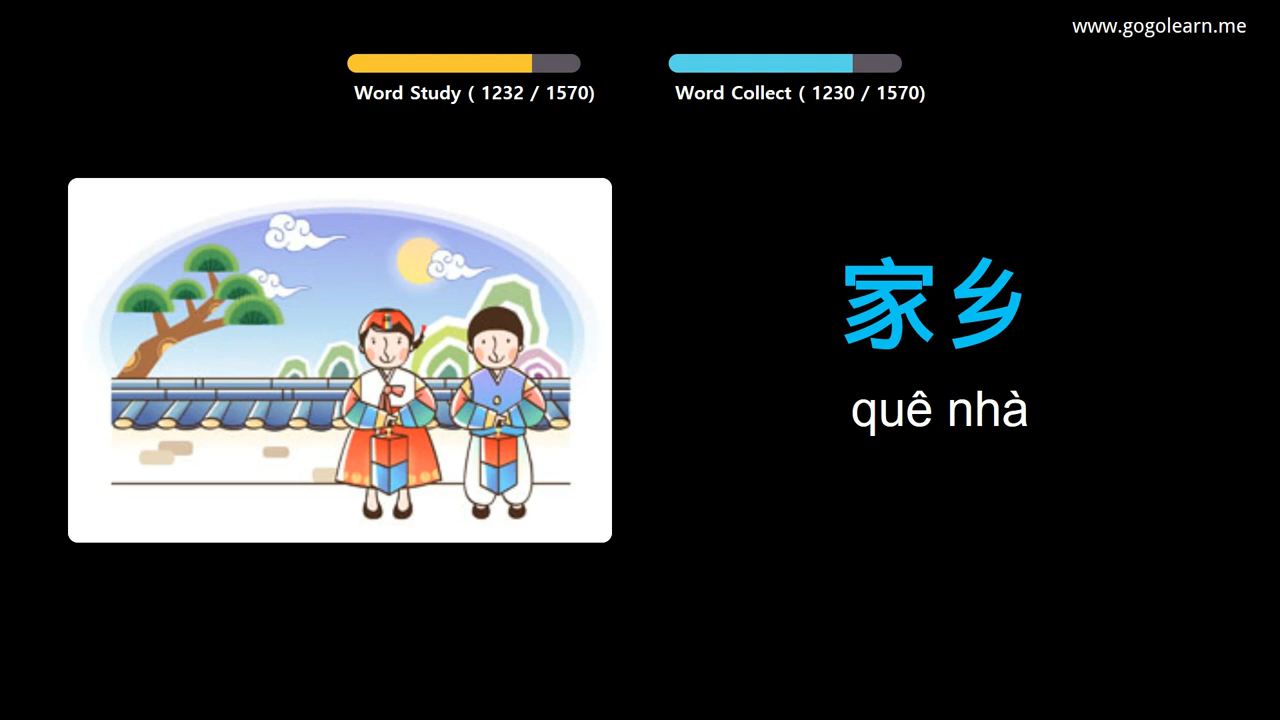 www.gogolearn.me
Word Study ( 1232 / 1570)
Word Collect ( 1230 / 1570)
家乡
quê nhà